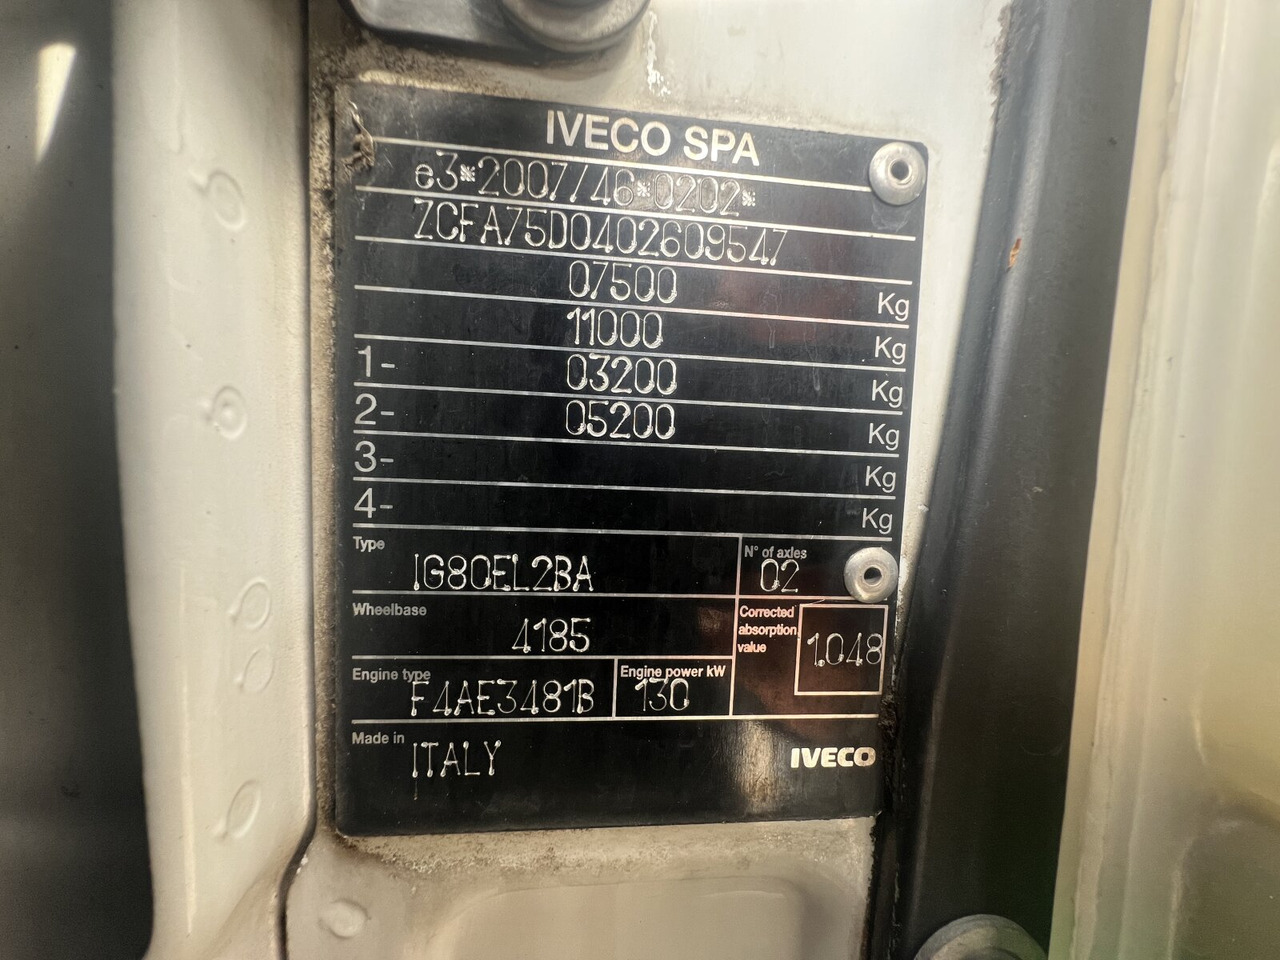 IVECO SPA
e3*2007/46*0202*
ZCFA75D0402609547
07500 Kg
11000 Kg
1- 03200 Kg
2- 05200 Kg
3- Kg
4- Kg
Type IG80EL2BA
N° of axles 02
Wheelbase 4185
Corrected absorption value 1.048
Engine type F4AE3481B
Engine power kW 130
Made in ITALY
IVECO